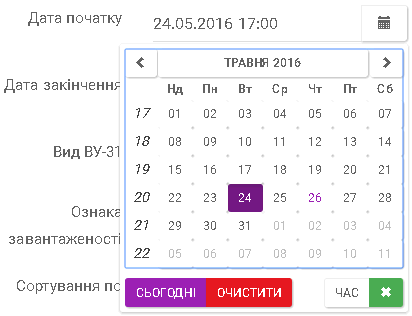 Дата початку 24.05.2016 17:00
ТРАВНЯ 2016
Дата закінчення
Нд Пн Вт Ср Чт Пт Сб
17 01 02 03 04 05 06 07
Вид ВУ-31
18 08 09 10 11 12 13 14
19 15 16 17 18 19 20 21
20 22 23 24 25 26 27 28
Ознака завантаженості
21 29 30 31 01 02 03 04
22 05 06 07 08 09 10 11
Сортування по
СЬОГОДНІ ОЧИСТИТИ ЧАС